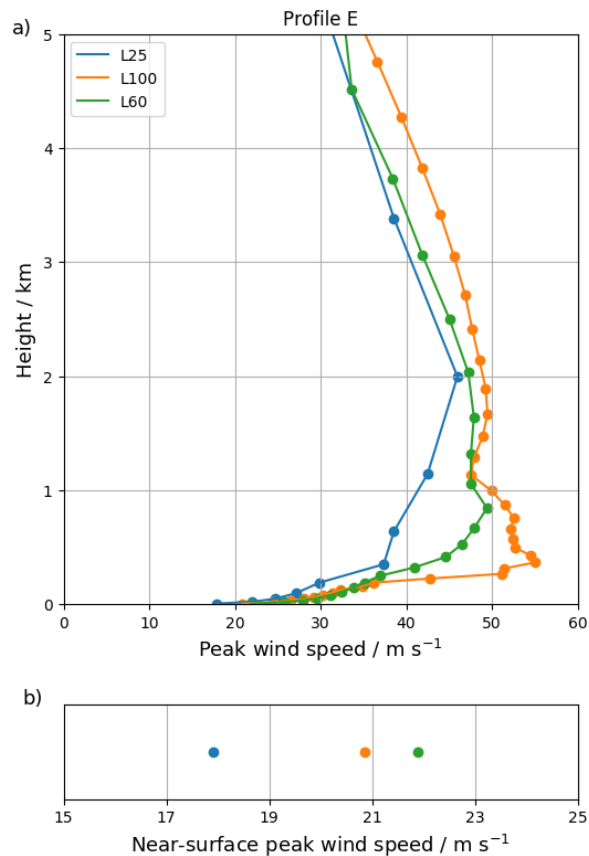 a)
Profile E
L25
L100
L60
5
4
3
2
1
0
Height / km
0 10 20 30 40 50 60
Peak wind speed / m s⁻¹
b)
15 17 19 21 23 25
Near-surface peak wind speed / m s⁻¹